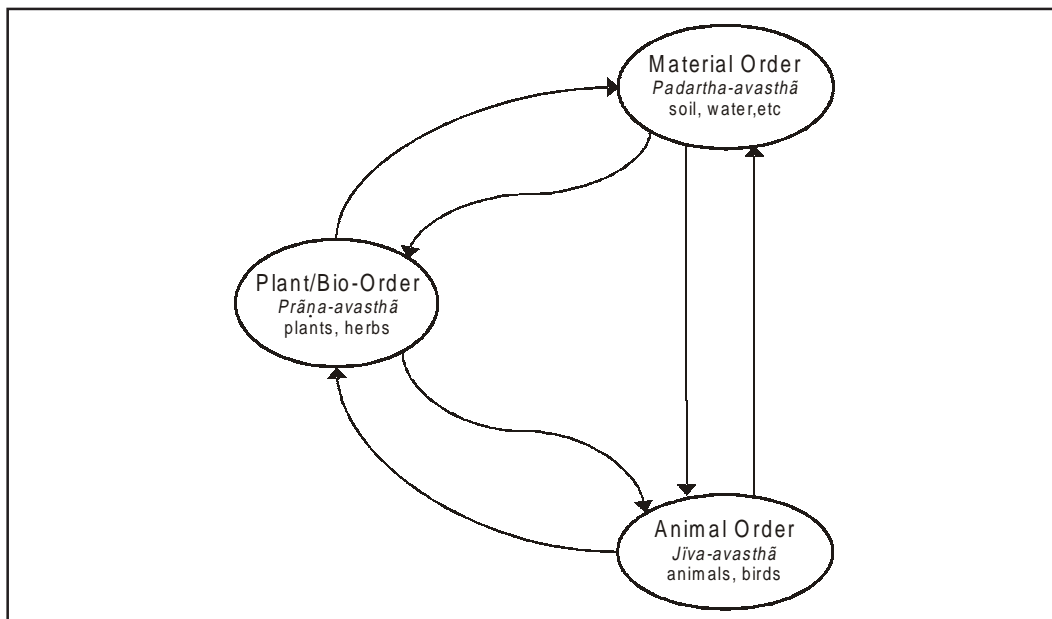 Material Order
Padartha-avasthã
soil, water,etc
Plant/Bio-Order
Prãṇa-avasthã
plants, herbs
Animal Order
Jïva-avasthã
animals, birds